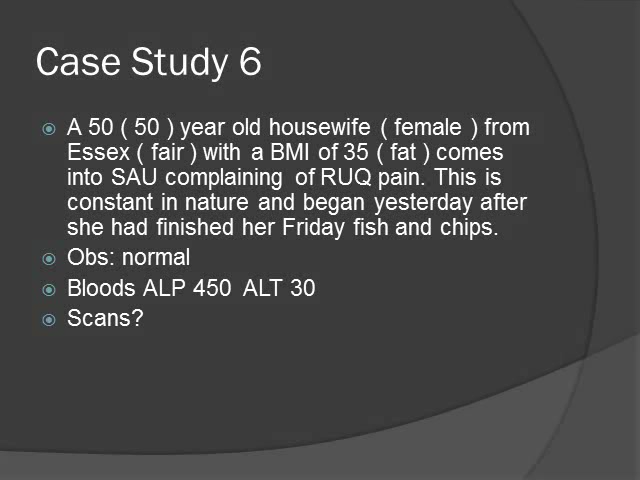 Case Study 6
A 50 ( 50 ) year old housewife ( female ) from
Essex ( fair ) with a BMI of 35 ( fat ) comes
into SAU complaining of RUQ pain. This is
constant in nature and began yesterday after
she had finished her Friday fish and chips.
Obs: normal
Bloods ALP 450 ALT 30
Scans?